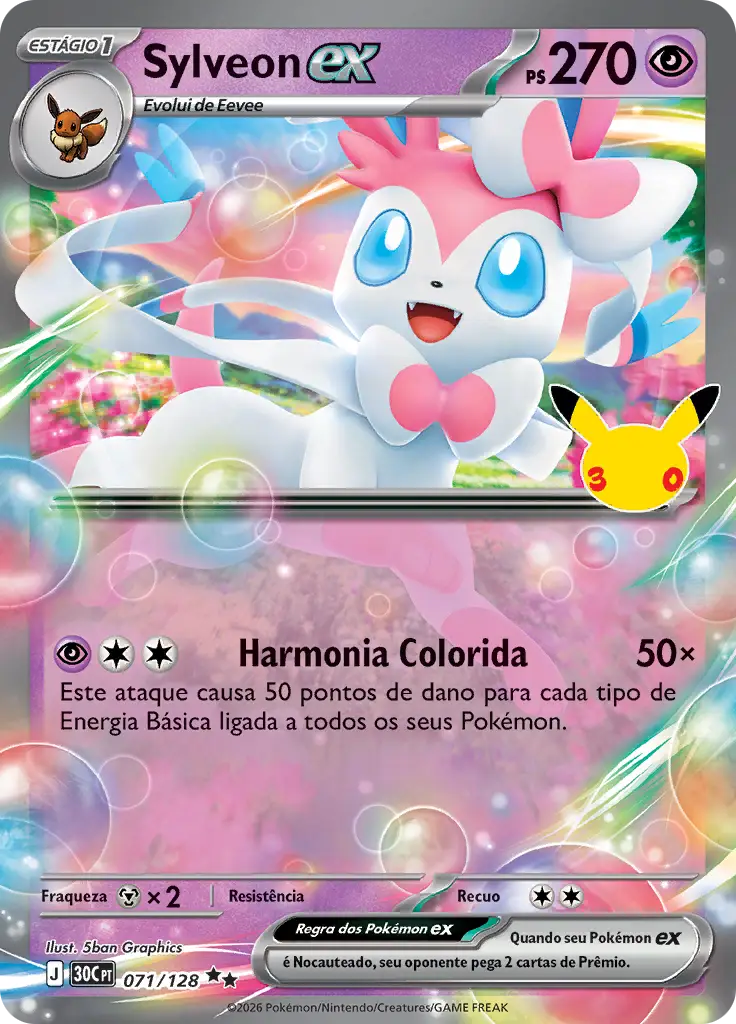 ESTÁGIO 1
Sylveon ex
PS 270
Evolui de Eevee
30
Harmonia Colorida 50×
Este ataque causa 50 pontos de dano para cada tipo de
Energia Básica ligada a todos os seus Pokémon.
Fraqueza ×2 Resistência Recuo
Ilust. 5ban Graphics
Regra dos Pokémon ex
Quando seu Pokémon ex
é Nocauteado, seu oponente pega 2 cartas de Prêmio.
J 30C PT 071/128 ★★
©2026 Pokémon/Nintendo/Creatures/GAME FREAK